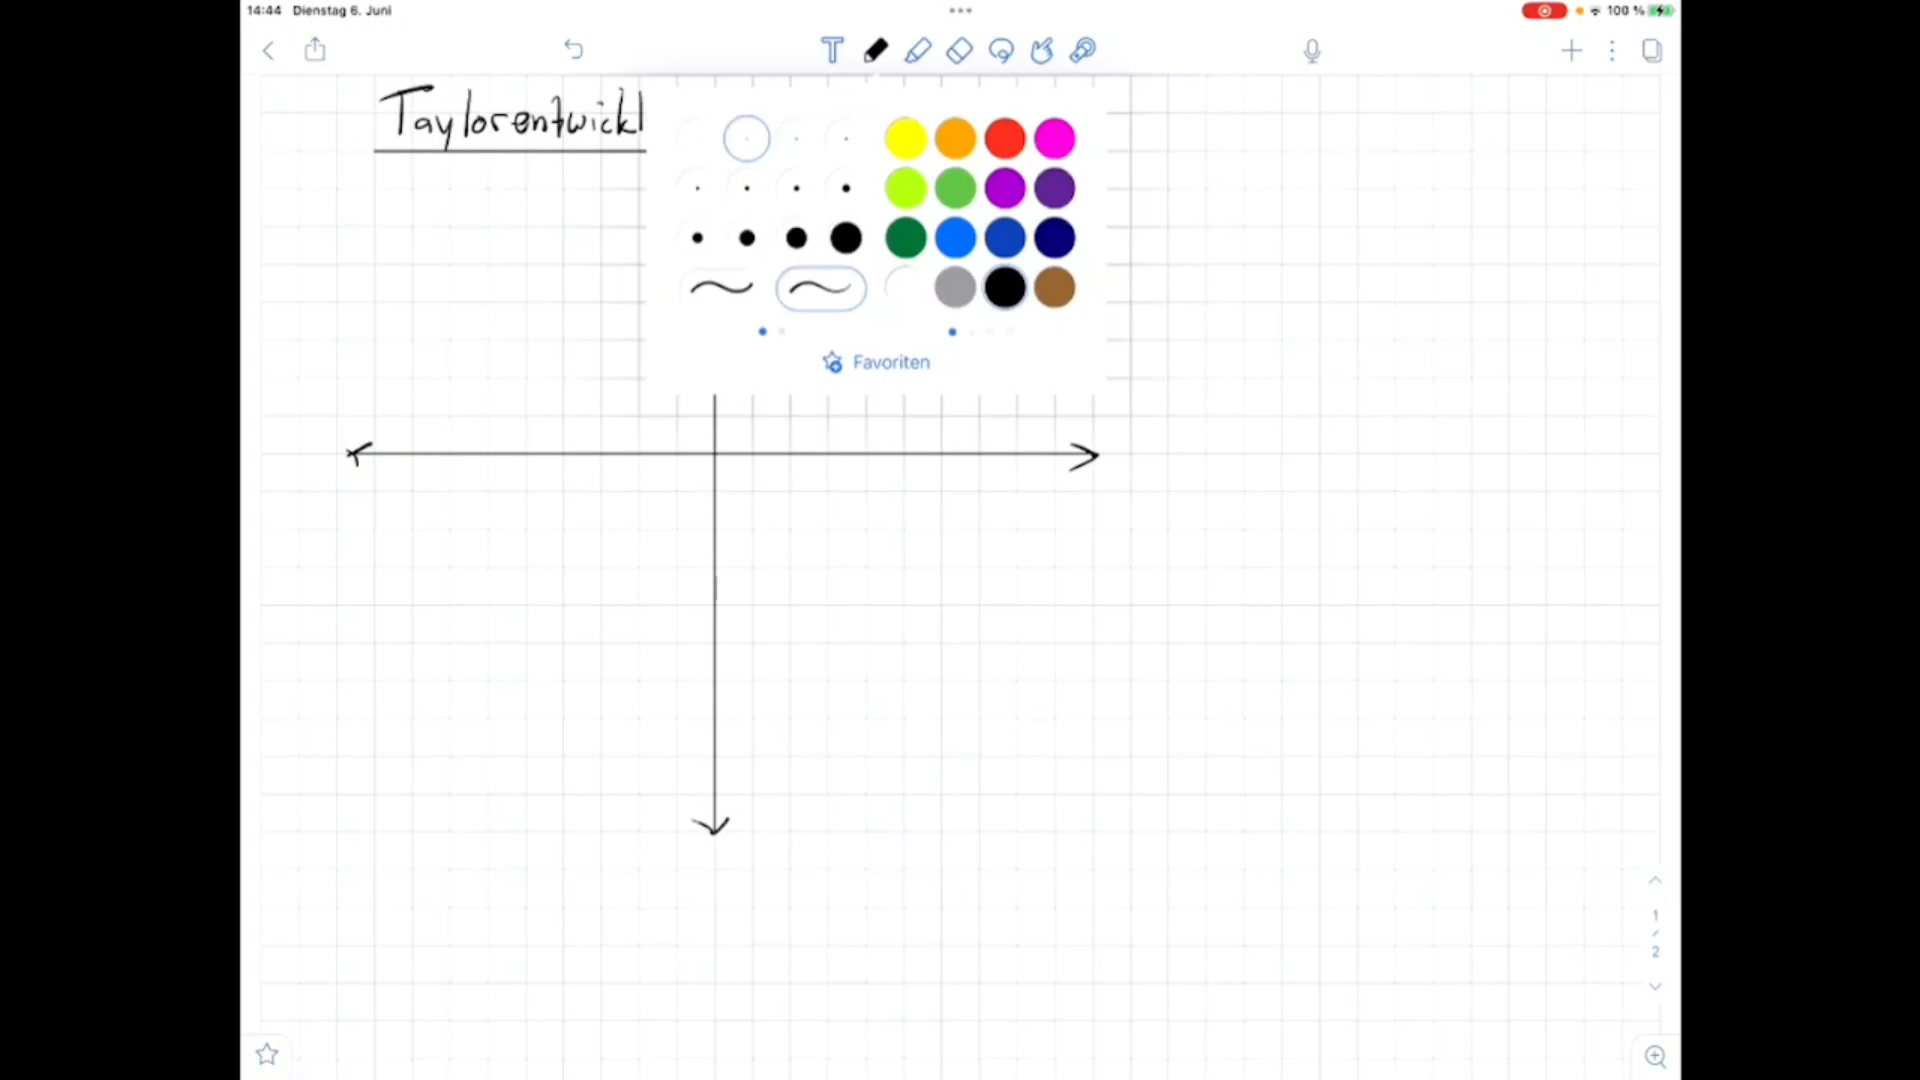 14:44 Dienstag 6. Juni
100 %
T
Taylorentwickl
Favoriten
1
2